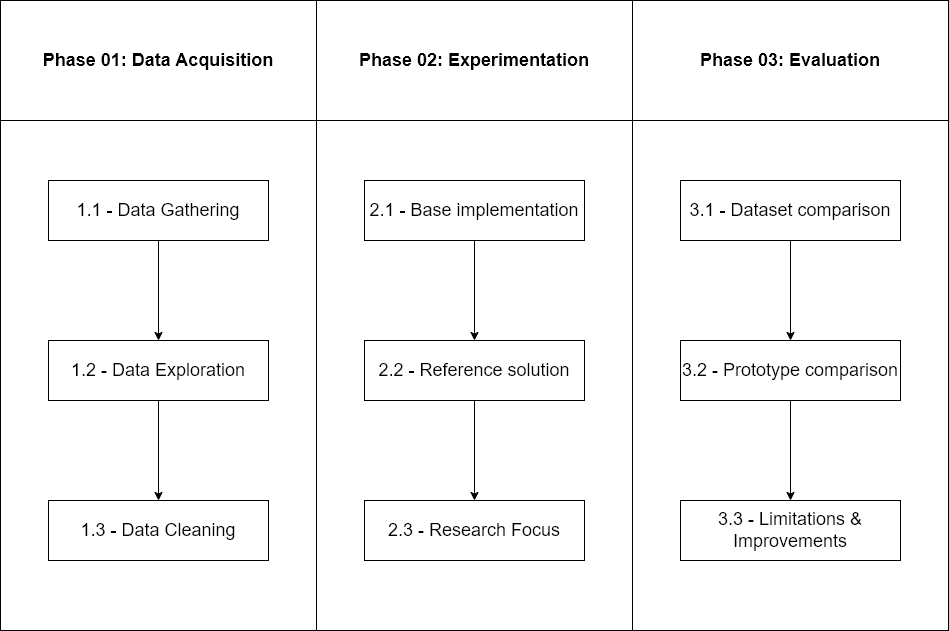 Phase 01: Data Acquisition
Phase 02: Experimentation
Phase 03: Evaluation
1.1 - Data Gathering
2.1 - Base implementation
3.1 - Dataset comparison
1.2 - Data Exploration
2.2 - Reference solution
3.2 - Prototype comparison
1.3 - Data Cleaning
2.3 - Research Focus
3.3 - Limitations &
Improvements